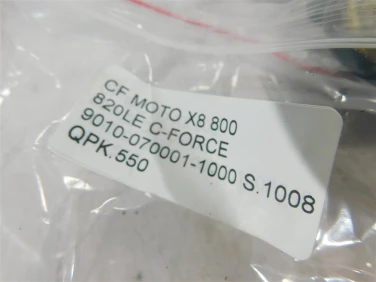 CF MOTO X8 800
820LE C-FORCE
9010-070001-1000 S.1008
QPK.550